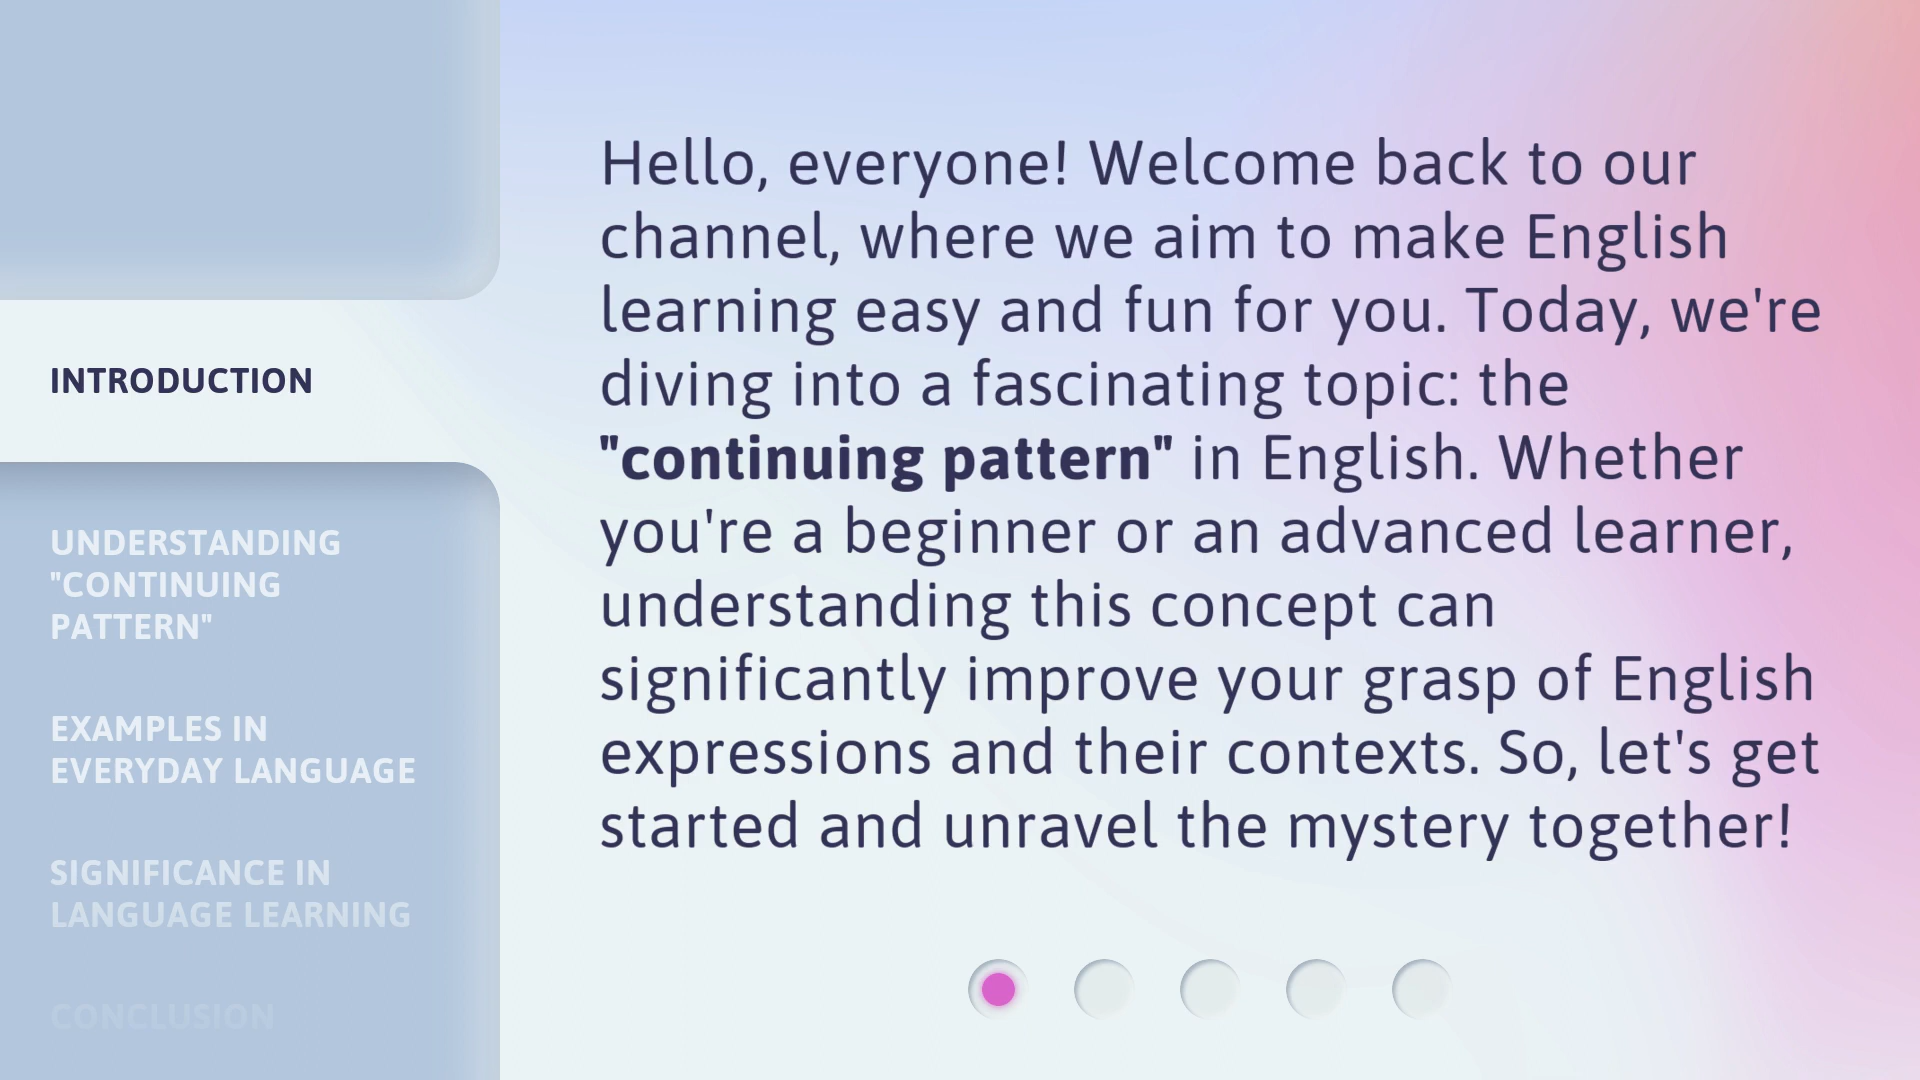 INTRODUCTION
UNDERSTANDING
"CONTINUING
PATTERN"
EXAMPLES IN
EVERYDAY LANGUAGE
SIGNIFICANCE IN
LANGUAGE LEARNING
CONCLUSION
Hello, everyone! Welcome back to our
channel, where we aim to make English
learning easy and fun for you. Today, we're
diving into a fascinating topic: the
"continuing pattern" in English. Whether
you're a beginner or an advanced learner,
understanding this concept can
significantly improve your grasp of English
expressions and their contexts. So, let's get
started and unravel the mystery together!